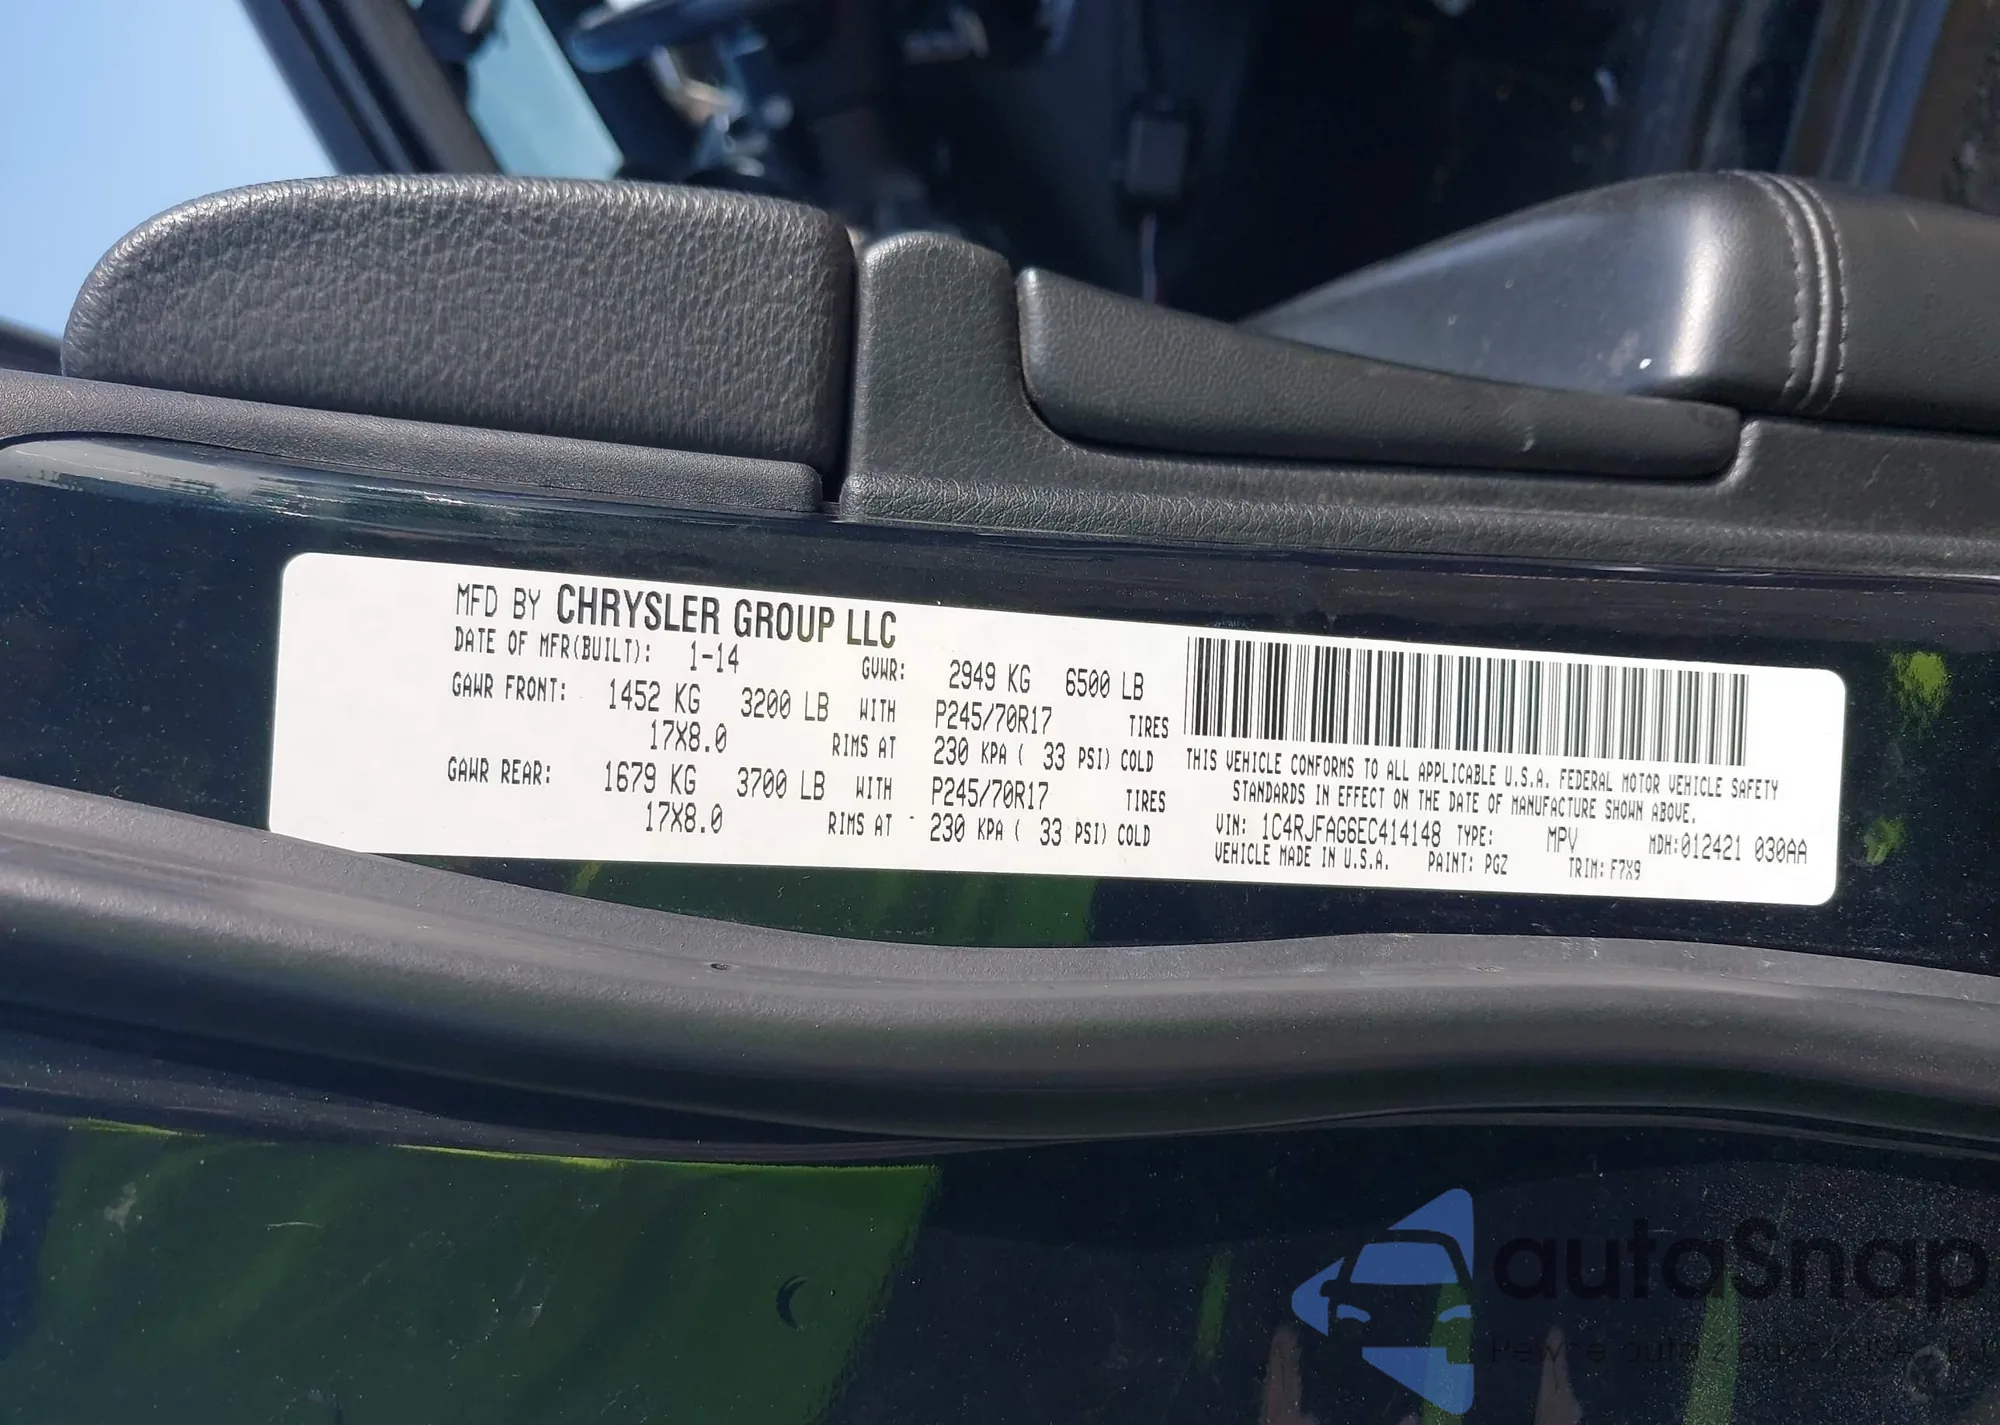 MFD BY CHRYSLER GROUP LLC
DATE OF MFR(BUILT): 1-14 GVWR: 2949 KG 6500 LB
GAWR FRONT: 1452 KG 3200 LB WITH P245/70R17 TIRES
17X8.0 RIMS AT 230 KPA ( 33 PSI) COLD
GAWR REAR: 1679 KG 3700 LB WITH P245/70R17 TIRES
17X8.0 RIMS AT 230 KPA ( 33 PSI) COLD
THIS VEHICLE CONFORMS TO ALL APPLICABLE U.S.A. FEDERAL MOTOR VEHICLE SAFETY
STANDARDS IN EFFECT ON THE DATE OF MANUFACTURE SHOWN ABOVE.
VIN: 1C4RJFAG6EC414148 TYPE: MPV MDH:012421 030AA
VEHICLE MADE IN U.S.A. PAINT: PGZ TRIM: F7X9
autoSnap
auta z